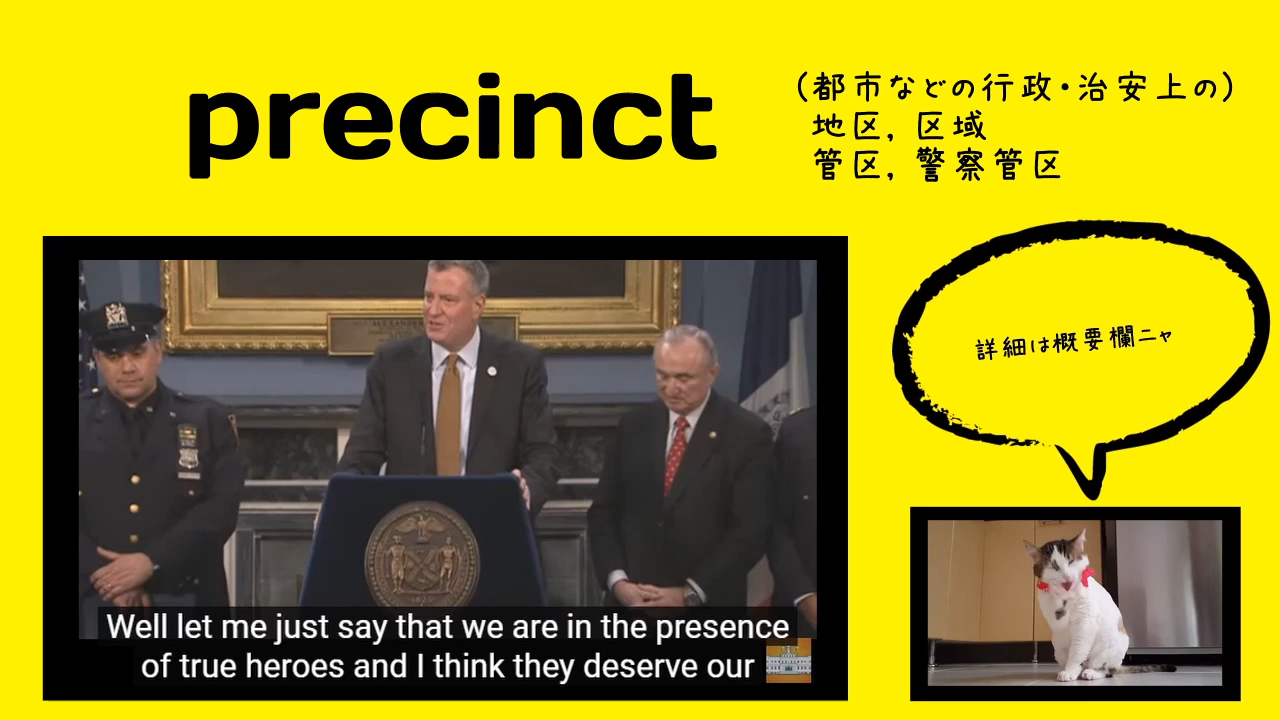 precinct
(都市などの行政・治安上の)
地区, 区域
管区, 警察管区
詳細は概要欄ニャ
Well let me just say that we are in the presence
of true heroes and I think they deserve our